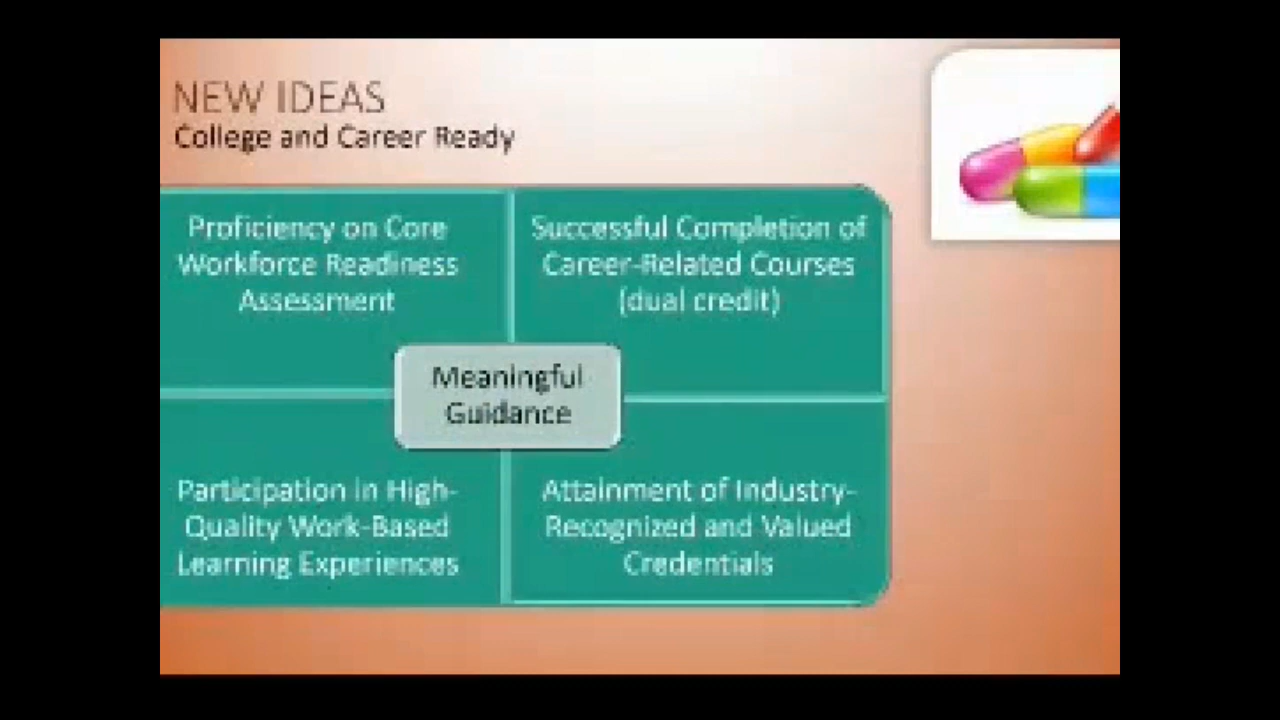 NEW IDEAS
College and Career Ready
Proficiency on Core
Workforce Readiness
Assessment
Successful Completion of
Career-Related Courses
(dual credit)
Meaningful
Guidance
Participation in High-
Quality Work-Based
Learning Experiences
Attainment of Industry-
Recognized and Valued
Credentials